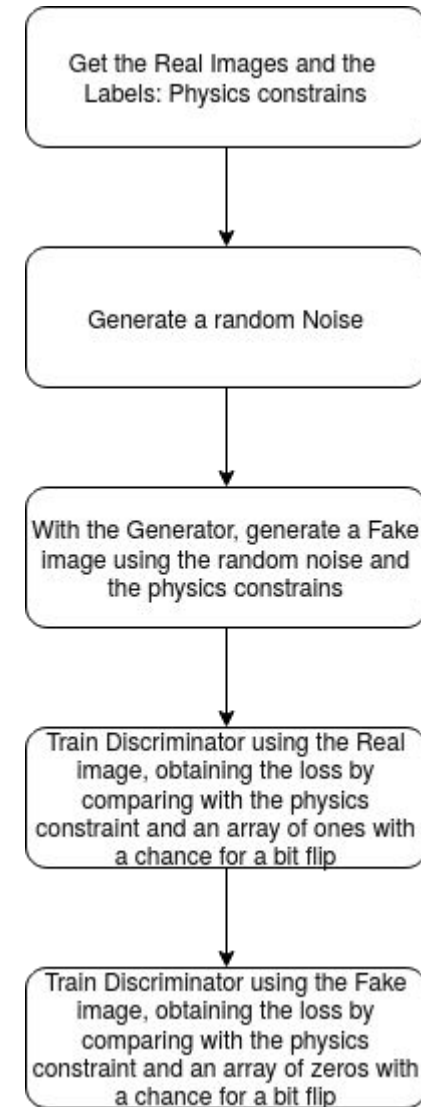 Get the Real Images and the
Labels: Physics constrains
Generate a random Noise
With the Generator, generate a Fake
image using the random noise and
the physics constrains
Train Discriminator using the Real
image, obtaining the loss by
comparing with the physics
constraint and an array of ones with
a chance for a bit flip
Train Discriminator using the Fake
image, obtaining the loss by
comparing with the physics
constraint and an array of zeros with
a chance for a bit flip